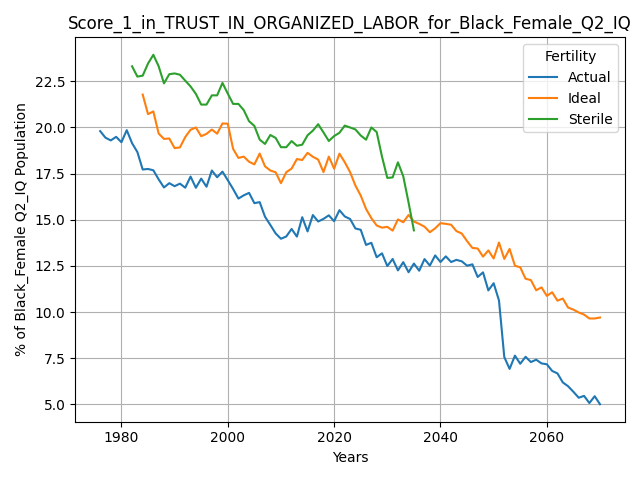 Score_1_in_TRUST_IN_ORGANIZED_LABOR_for_Black_Female_Q2_IQ
Fertility
Actual
Ideal
Sterile
% of Black_Female Q2_IQ Population
22.5
20.0
17.5
15.0
12.5
10.0
7.5
5.0
1980 2000 2020 2040 2060
Years